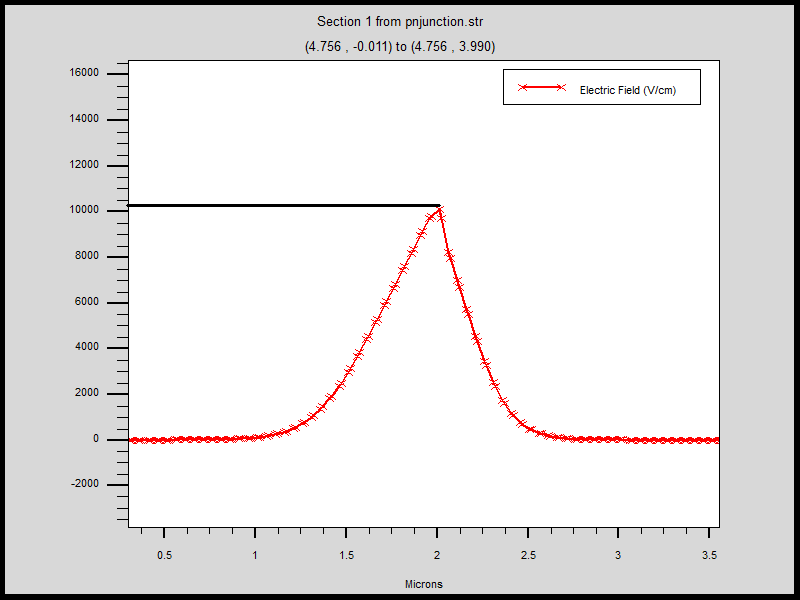 Section 1 from pnjunction.str
(4.756 , -0.011) to (4.756 , 3.990)
Electric Field (V/cm)
16000
14000
12000
10000
8000
6000
4000
2000
0
-2000
0.5 1 1.5 2 2.5 3 3.5
Microns